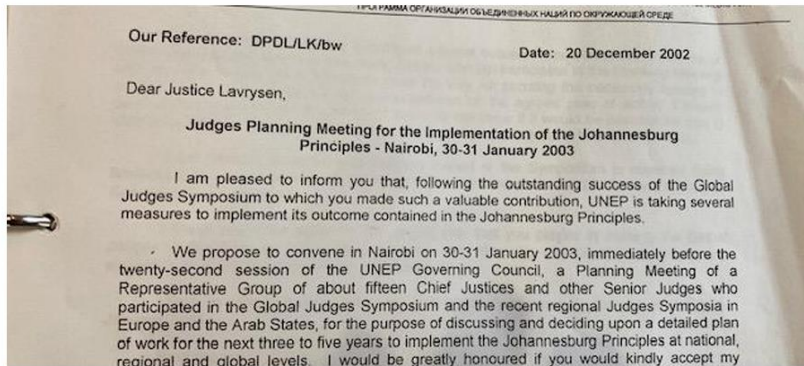 ПРОГРАММА ОРГАНИЗАЦИИ ОБЪЕДИНЕННЫХ НАЦИЙ ПО ОКРУЖАЮЩЕЙ СРЕДЕ
Our Reference: DPDL/LK/bw
Date: 20 December 2002
Dear Justice Lavrysen,
Judges Planning Meeting for the Implementation of the Johannesburg
Principles - Nairobi, 30-31 January 2003
I am pleased to inform you that, following the outstanding success of the Global
Judges Symposium to which you made such a valuable contribution, UNEP is taking several
measures to implement its outcome contained in the Johannesburg Principles.
We propose to convene in Nairobi on 30-31 January 2003, immediately before the
twenty-second session of the UNEP Governing Council, a Planning Meeting of a
Representative Group of about fifteen Chief Justices and other Senior Judges who
participated in the Global Judges Symposium and the recent regional Judges Symposia in
Europe and the Arab States, for the purpose of discussing and deciding upon a detailed plan
of work for the next three to five years to implement the Johannesburg Principles at national,
regional and global levels. I would be greatly honoured if you would kindly accept my